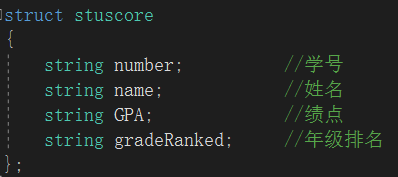 struct stuscore
{
string number; //学号
string name; //姓名
string GPA; //绩点
string gradeRanked; //年级排名
};